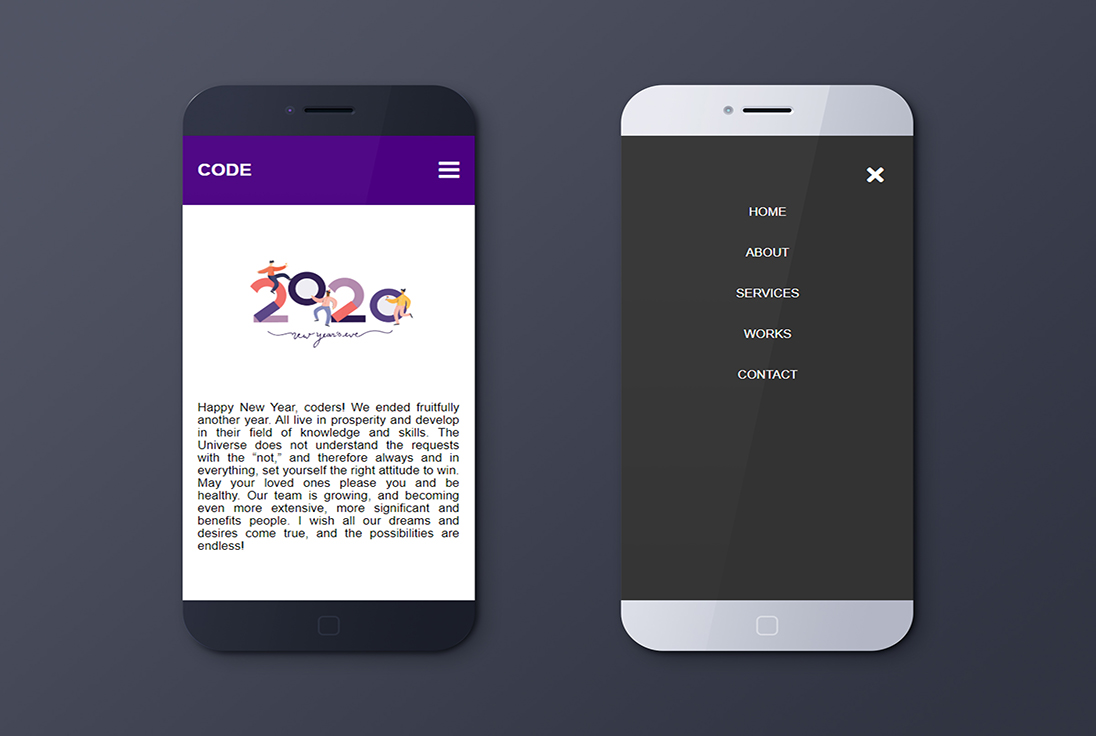 CODE
2020
new year's eve
Happy New Year, coders! We ended fruitfully
another year. All live in prosperity and develop
in their field of knowledge and skills. The
Universe does not understand the requests
with the “not,” and therefore always and in
everything, set yourself the right attitude to win.
May your loved ones please you and be
healthy. Our team is growing, and becoming
even more extensive, more significant and
benefits people. I wish all our dreams and
desires come true, and the possibilities are
endless!
HOME
ABOUT
SERVICES
WORKS
CONTACT